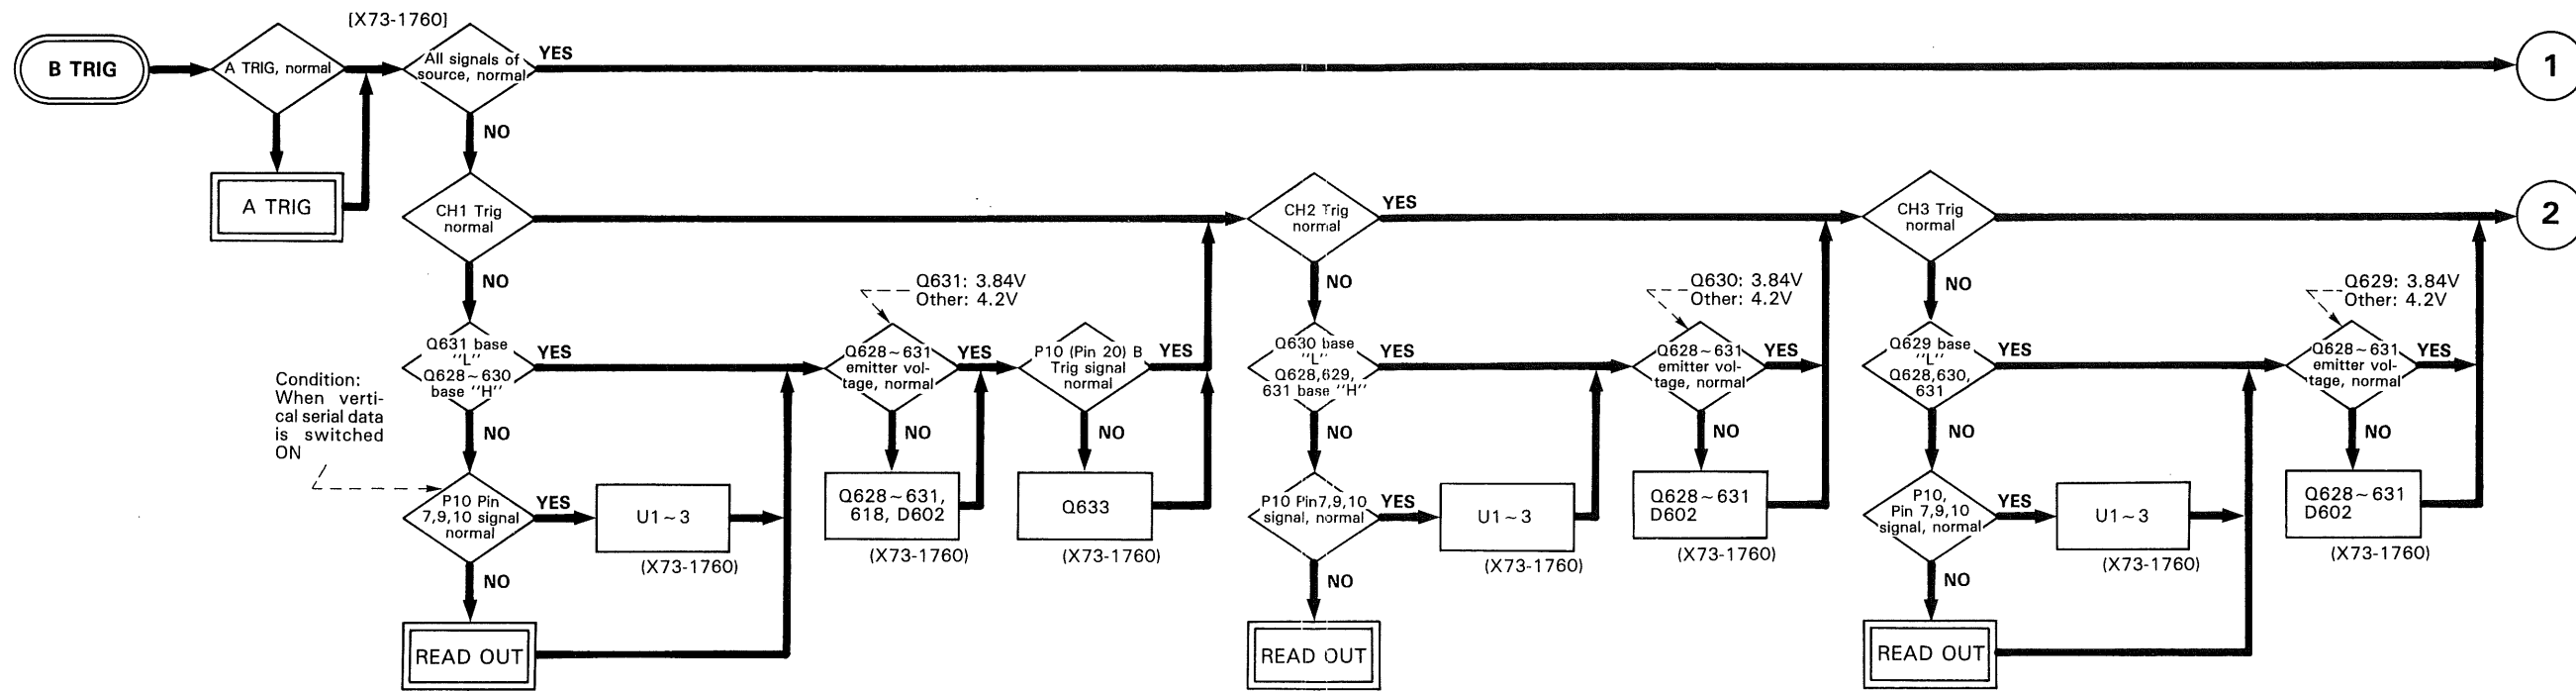 [X73-1760]
B TRIG
A TRIG, normal
All signals of
source, normal
YES
1
NO
A TRIG
CH1 Trig
normal
CH2 Trig
normal
YES
CH3 Trig
normal
2
NO
NO
NO
Q631: 3.84V
Other: 4.2V
Q630: 3.84V
Other: 4.2V
Q629: 3.84V
Other: 4.2V
Q631 base
"L"
Q628~630
base "H"
YES
Q628~631
emitter vol-
tage, normal
YES
P10 (Pin 20) B
Trig signal
normal
YES
Q630 base
"L"
Q628,629,
631 base "H"
YES
Q628~631
emitter vol-
tage, normal
YES
Q629 base
"L"
Q628,630,
631
YES
Q628~631
emitter vol-
tage, normal
YES
Condition:
When verti-
cal serial data
is switched
ON
NO
NO
NO
NO
NO
NO
NO
P10 Pin
7,9,10 signal
normal
YES
U1~3
(X73-1760)
Q628~631,
618, D602
(X73-1760)
Q633
(X73-1760)
P10 Pin7,9,10
signal, normal
YES
U1~3
(X73-1760)
Q628~631
D602
(X73-1760)
P10,
Pin 7,9,10
signal, normal
YES
U1~3
(X73-1760)
Q628~631
D602
(X73-1760)
NO
NO
NO
READ OUT
READ OUT
READ OUT